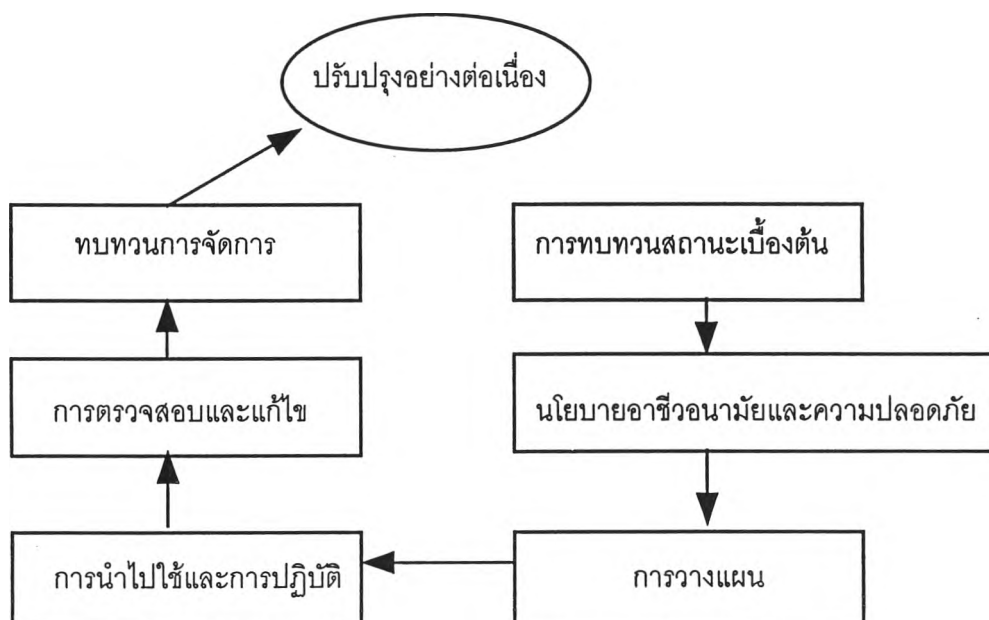 ปรับปรุงอย่างต่อเนื่อง
ทบทวนการจัดการ
การทบทวนสถานะเบื้องต้น
การตรวจสอบและแก้ไข
นโยบายอาชีวอนามัยและความปลอดภัย
การนำไปใช้และการปฏิบัติ
การวางแผน